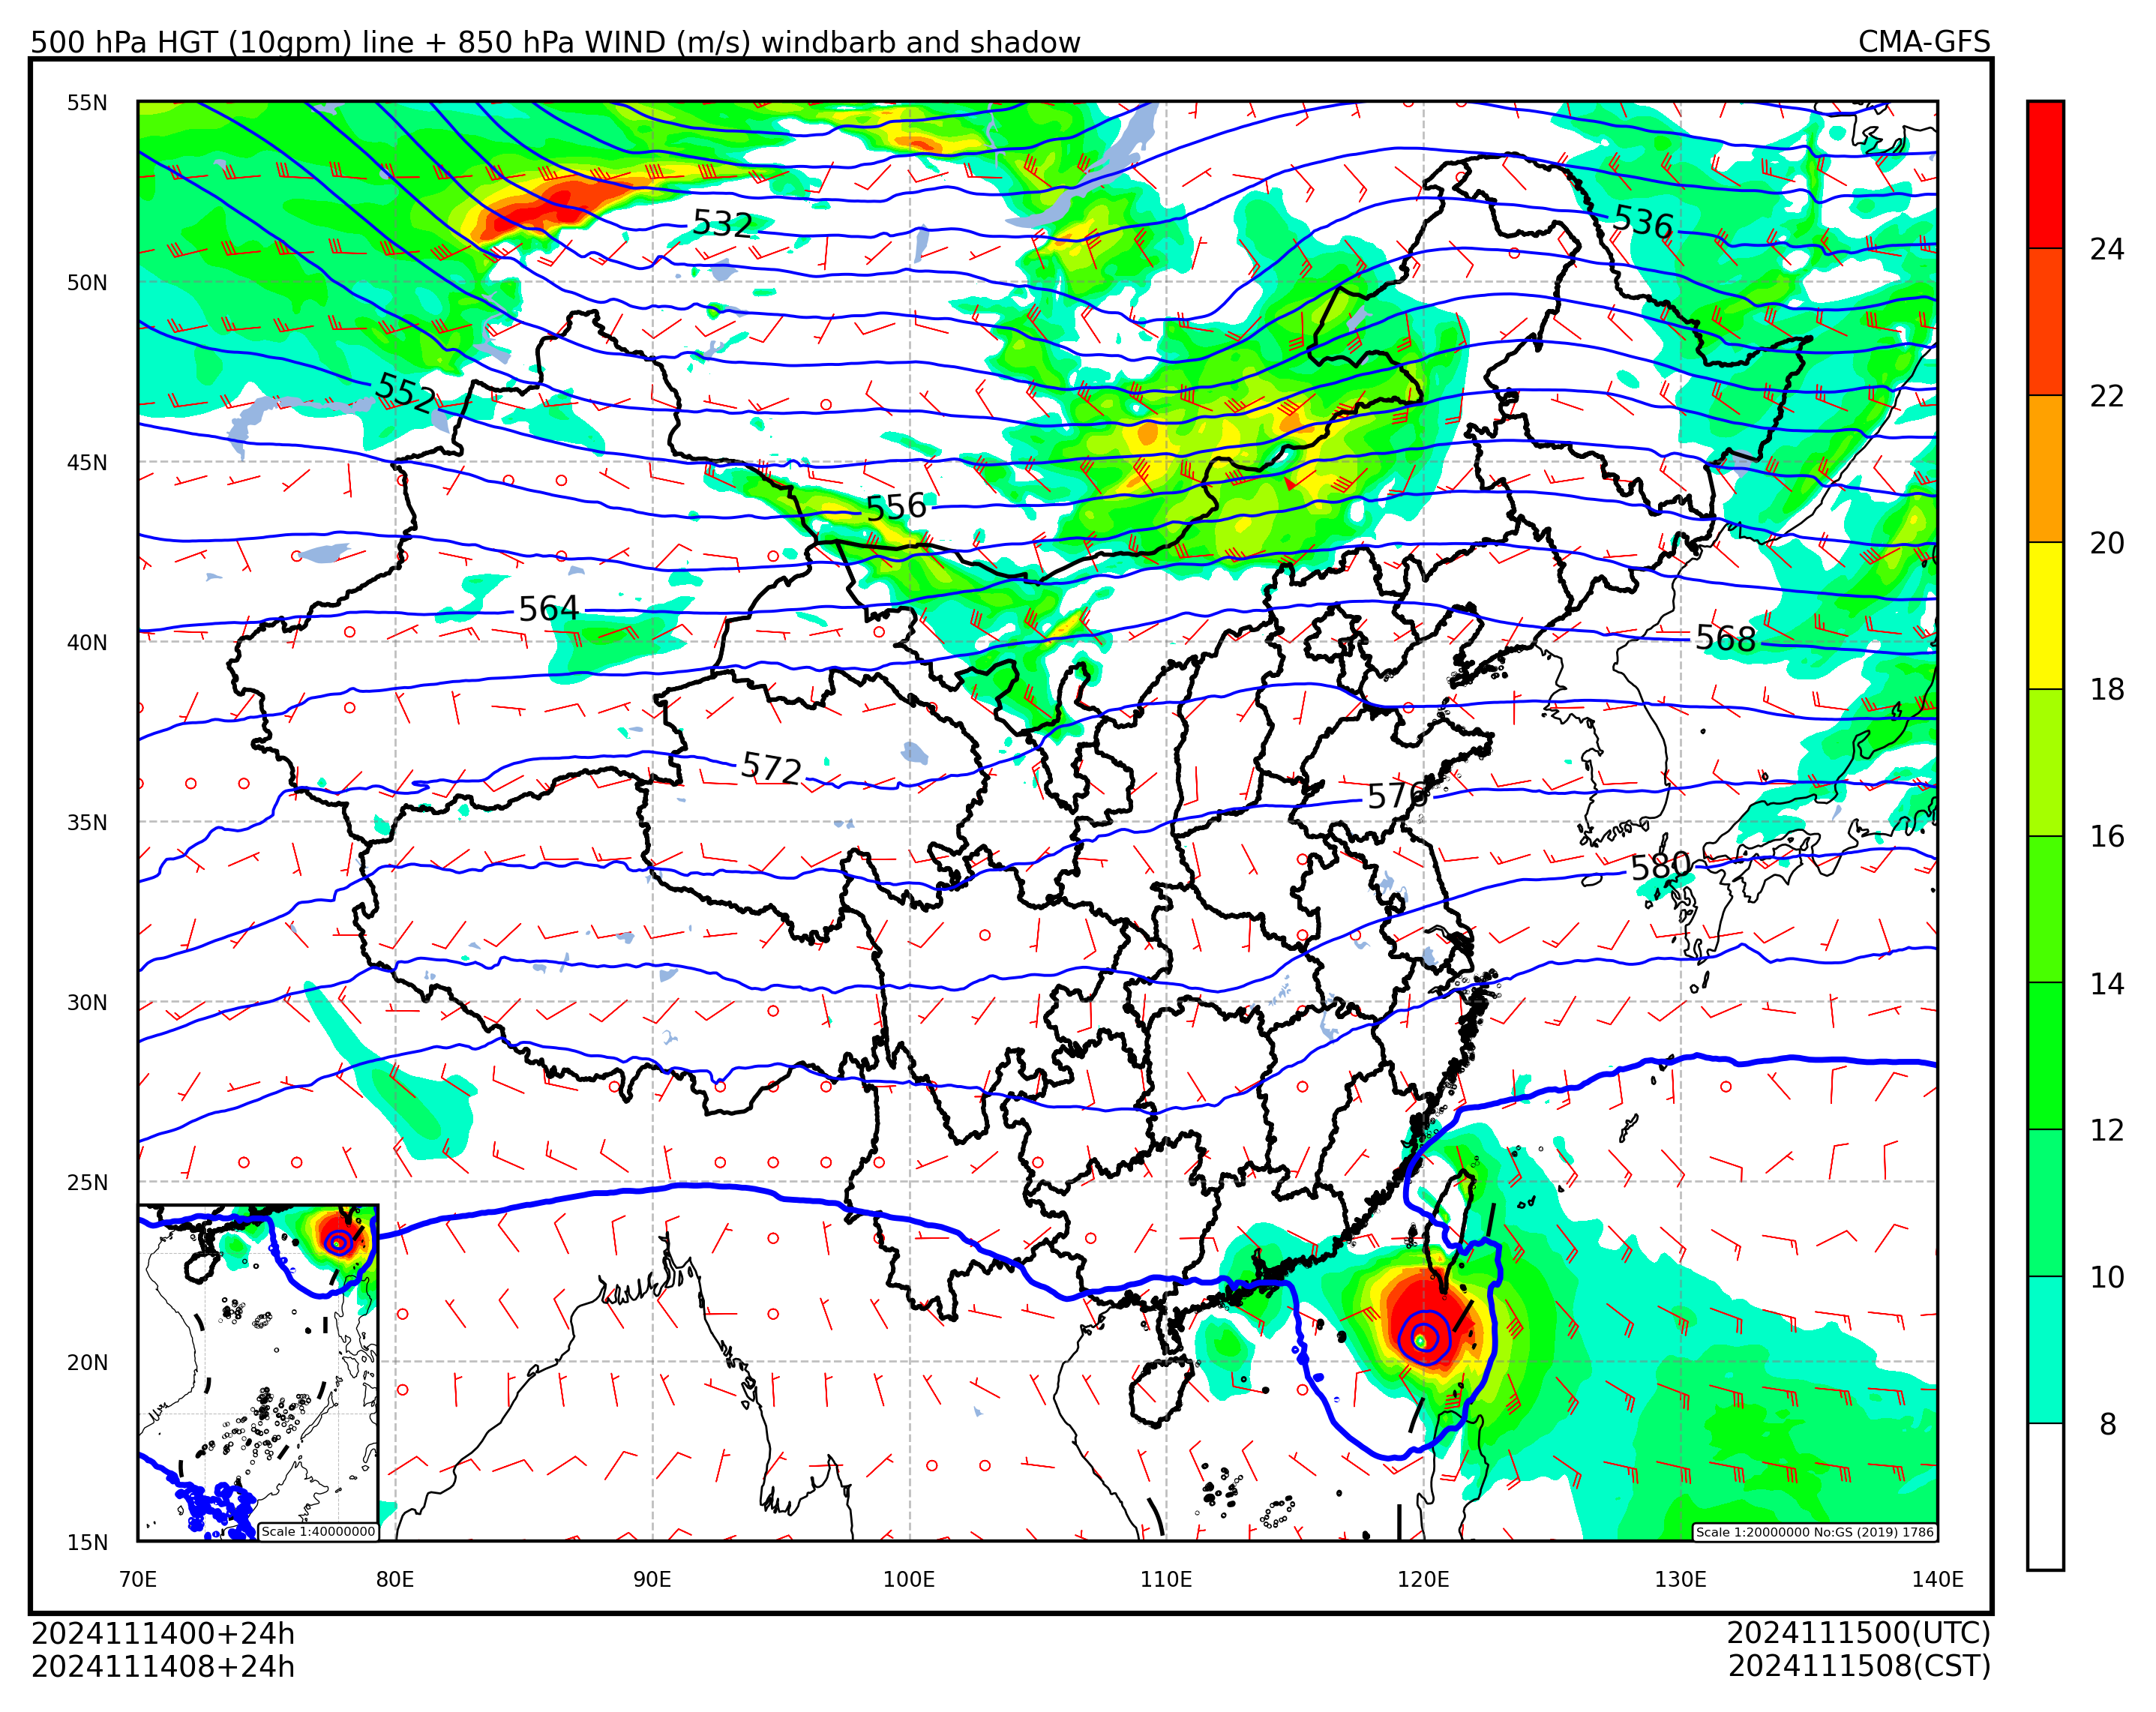 500 hPa HGT (10gpm) line + 850 hPa WIND (m/s) windbarb and shadow
CMA-GFS
55N
50N
45N
40N
35N
30N
25N
20N
15N
70E
80E
90E
100E
110E
120E
130E
140E
532
536
552
556
564
568
572
576
580
24
22
20
18
16
14
12
10
8
Scale 1:40000000
Scale 1:20000000 No:GS (2019) 1786
2024111400+24h
2024111500(UTC)
2024111408+24h
2024111508(CST)